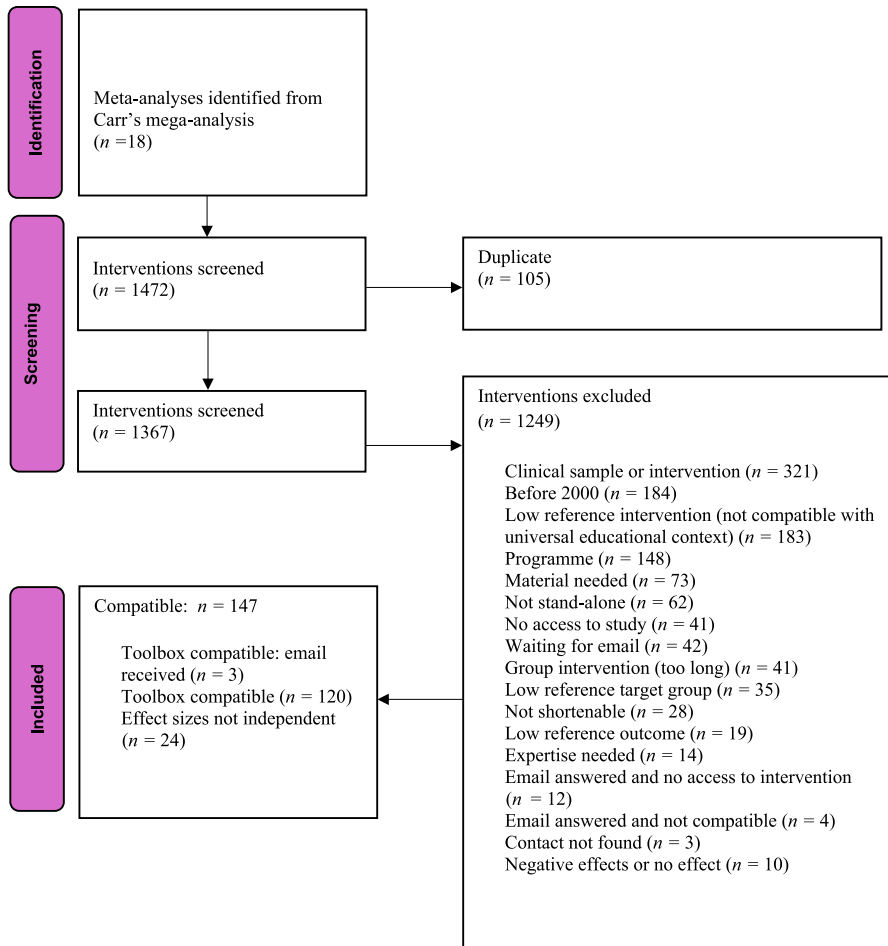 Identification
Meta-analyses identified from
Carr's mega-analysis
(n =18)
Screening
Interventions screened
(n = 1472)
Duplicate
(n = 105)
Interventions screened
(n = 1367)
Interventions excluded
(n = 1249)
Clinical sample or intervention (n = 321)
Before 2000 (n = 184)
Low reference intervention (not compatible with
universal educational context) (n = 183)
Programme (n = 148)
Material needed (n = 73)
Not stand-alone (n = 62)
No access to study (n = 41)
Waiting for email (n = 42)
Group intervention (too long) (n = 41)
Low reference target group (n = 35)
Not shortenable (n = 28)
Low reference outcome (n = 19)
Expertise needed (n = 14)
Email answered and no access to intervention
(n = 12)
Email answered and not compatible (n = 4)
Contact not found (n = 3)
Negative effects or no effect (n = 10)
Included
Compatible: n = 147
Toolbox compatible: email
received (n = 3)
Toolbox compatible (n = 120)
Effect sizes not independent
(n = 24)